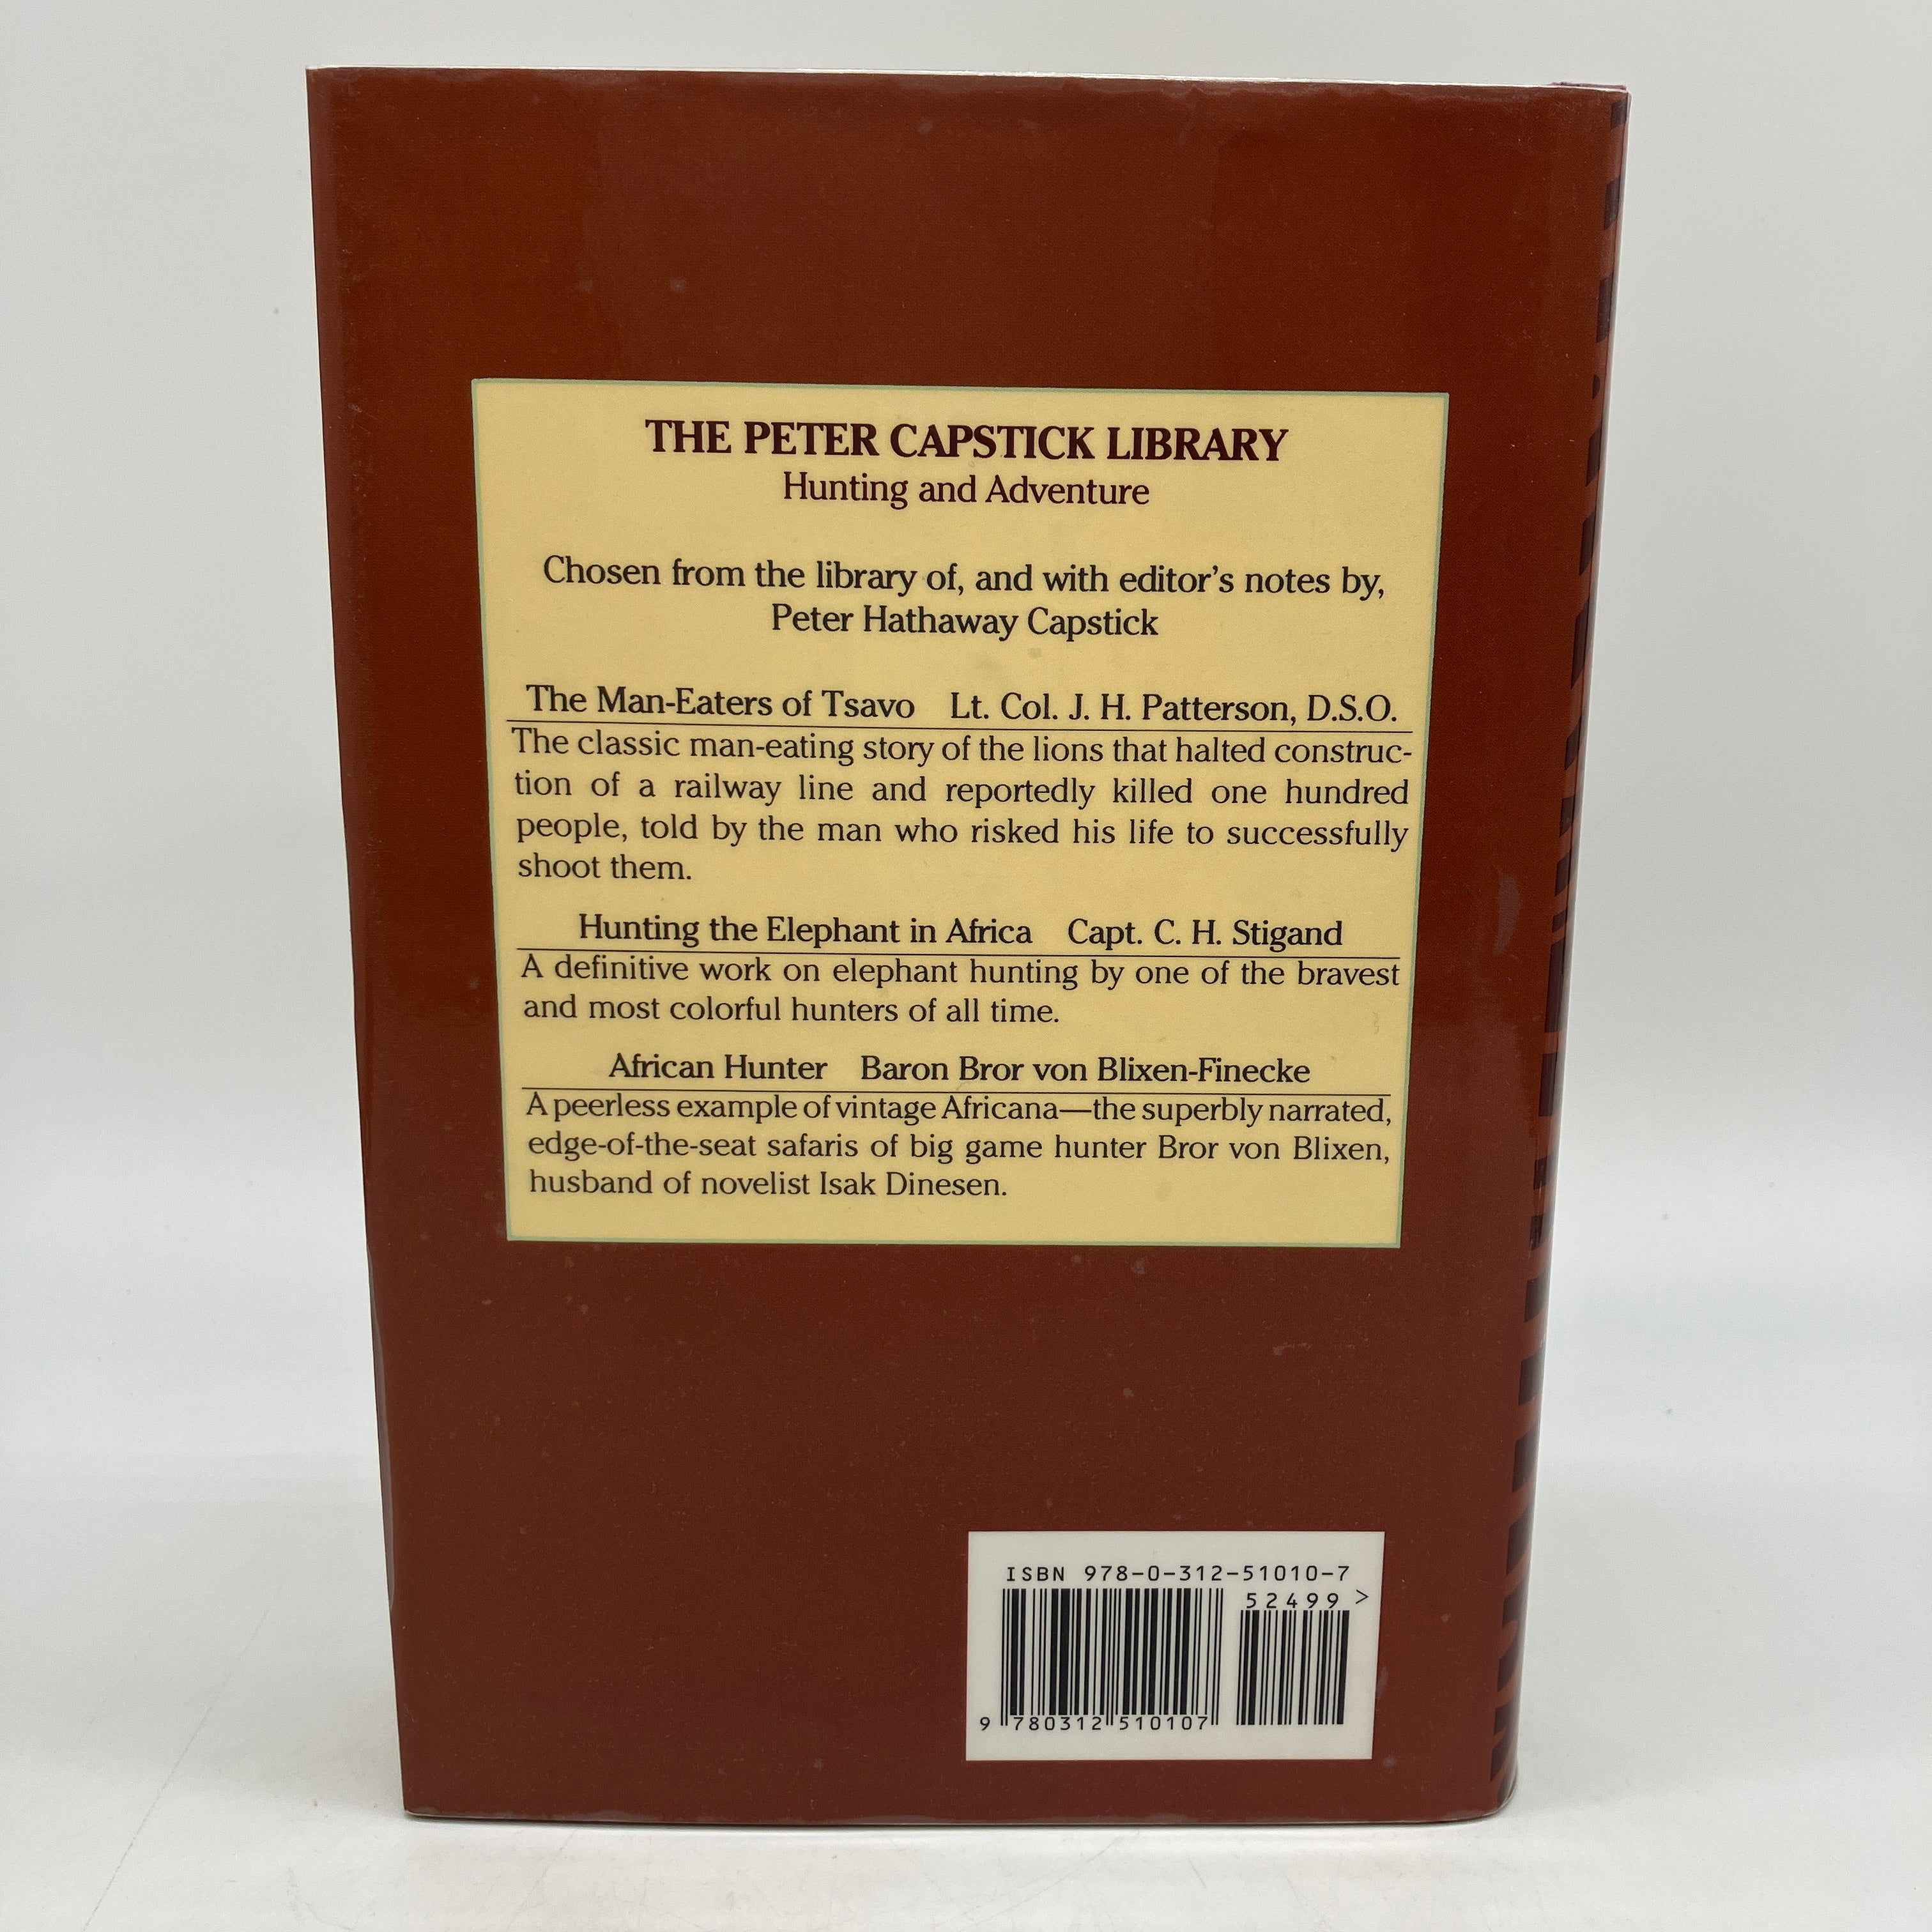 THE PETER CAPSTICK LIBRARY
Hunting and Adventure
Chosen from the library of, and with editor's notes by,
Peter Hathaway Capstick
The Man-Eaters of Tsavo Lt. Col. J. H. Patterson, D.S.O.
The classic man-eating story of the lions that halted construc-
tion of a railway line and reportedly killed one hundred
people, told by the man who risked his life to successfully
shoot them.
Hunting the Elephant in Africa Capt. C. H. Stigand
A definitive work on elephant hunting by one of the bravest
and most colorful hunters of all time.
African Hunter Baron Bror von Blixen-Finecke
A peerless example of vintage Africana—the superbly narrated,
edge-of-the-seat safaris of big game hunter Bror von Blixen,
husband of novelist Isak Dinesen.
ISBN 978-0-312-51010-7
52499 >
9 780312 510107